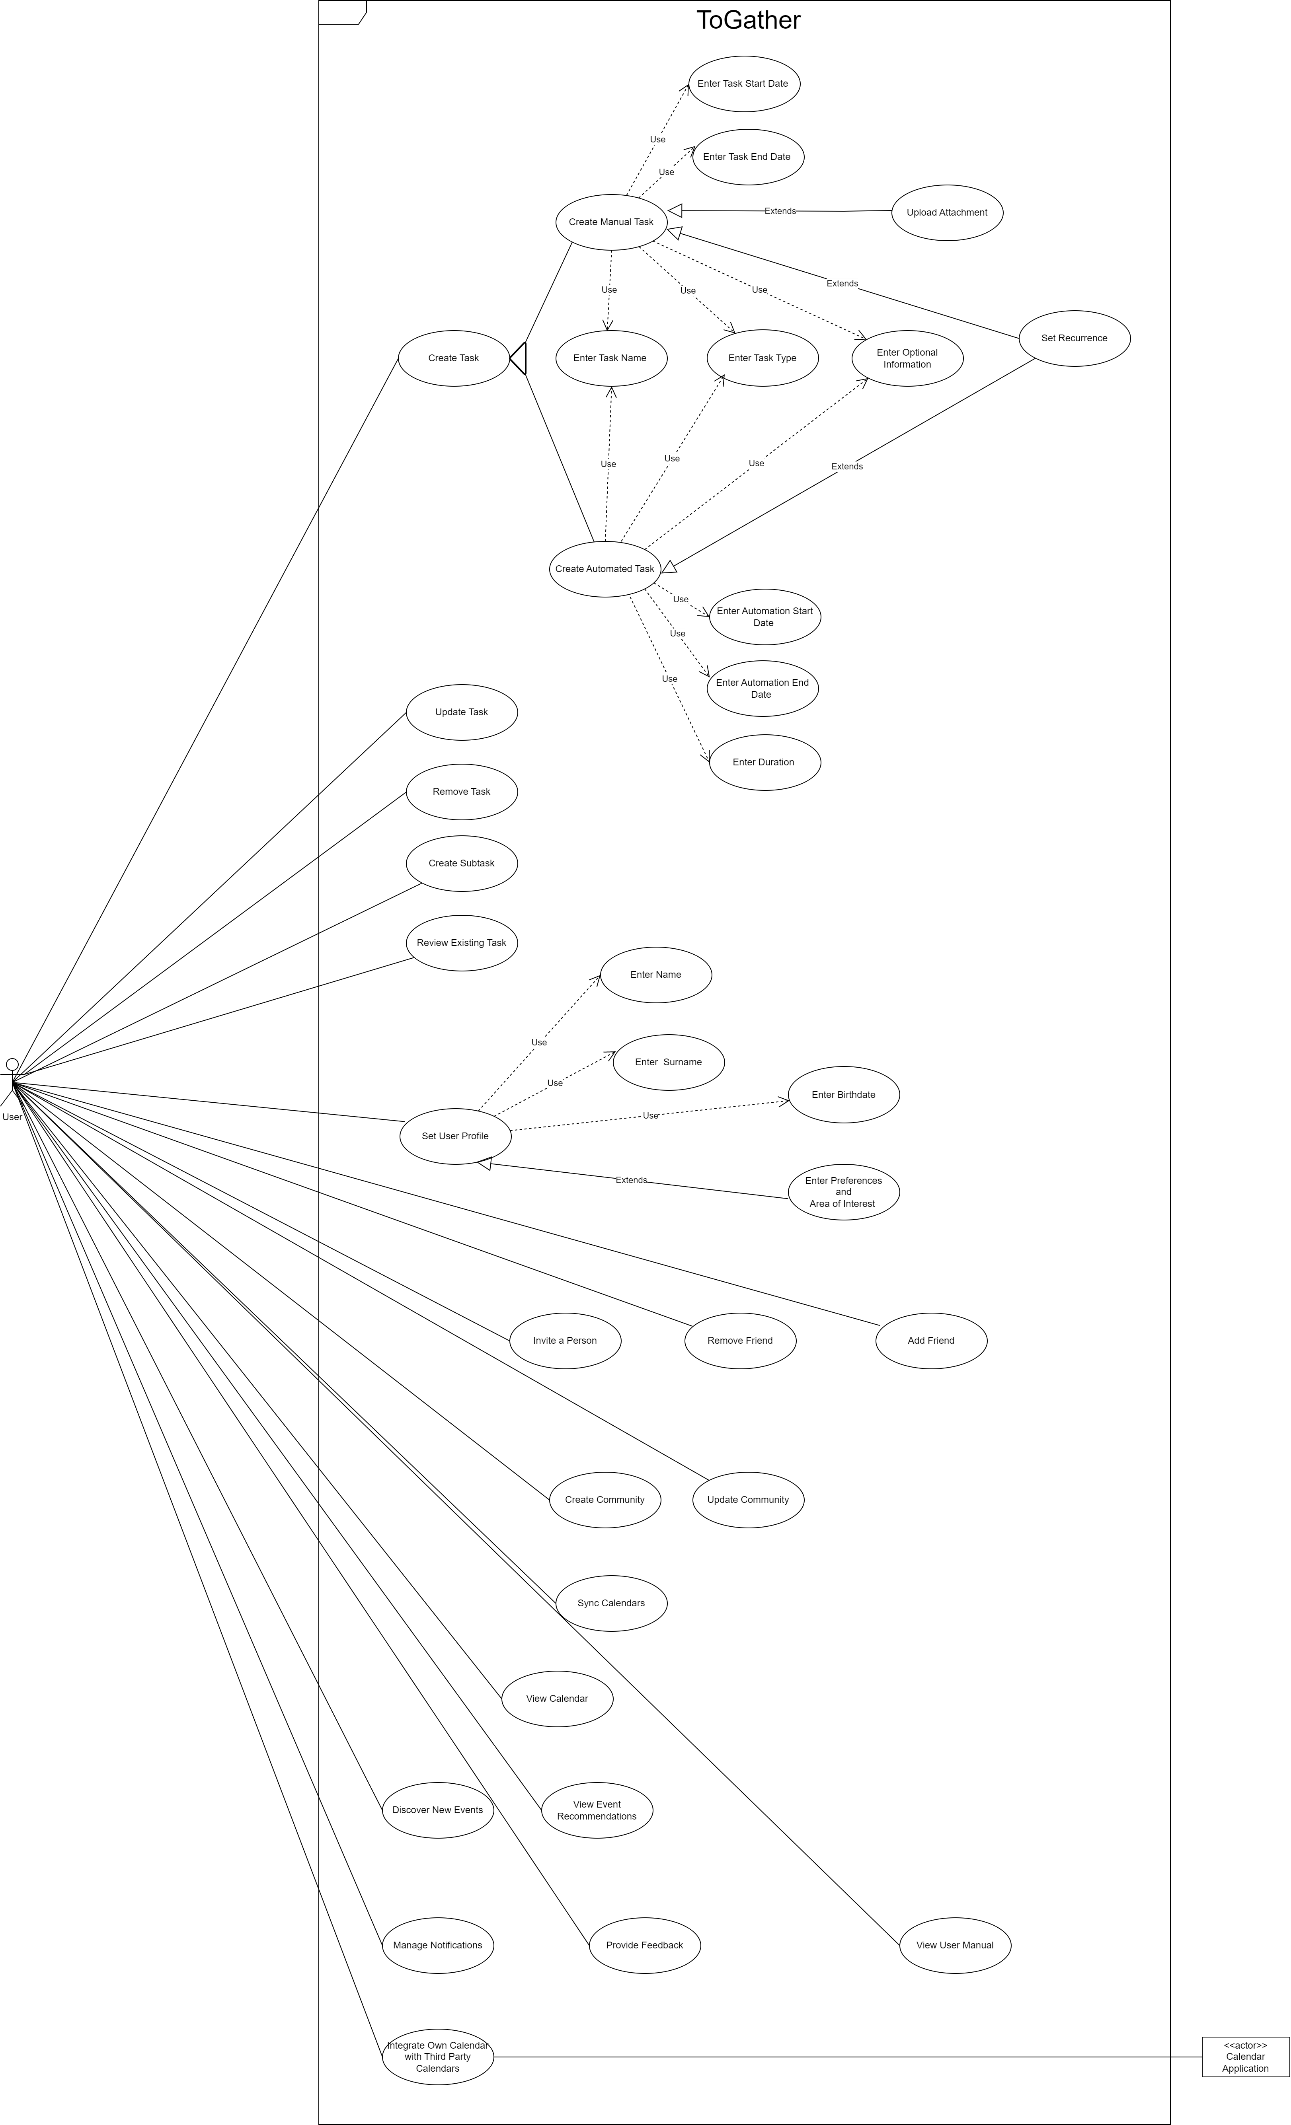 ToGather
Enter Task Start Date
Use
Enter Task End Date
Use
Create Manual Task
Extends
Upload Attachment
Use
Use
Use
Extends
Create Task
Enter Task Name
Enter Task Type
Enter Optional
Information
Set Recurrence
Use
Use
Use
Extends
Create Automated Task
Use
Enter Automation Start
Date
Use
Use
Enter Automation End
Date
Update Task
Enter Duration
Remove Task
Create Subtask
Review Existing Task
Enter Name
Use
Enter  Surname
Use
Enter Birthdate
Use
User
Set User Profile
Extends
Enter Preferences
and
Area of Interest
Invite a Person
Remove Friend
Add Friend
Create Community
Update Community
Sync Calendars
View Calendar
Discover New Events
View Event
Recommendations
Manage Notifications
Provide Feedback
View User Manual
Integrate Own Calendar
with Third Party
Calendars
<<actor>>
Calendar
Application